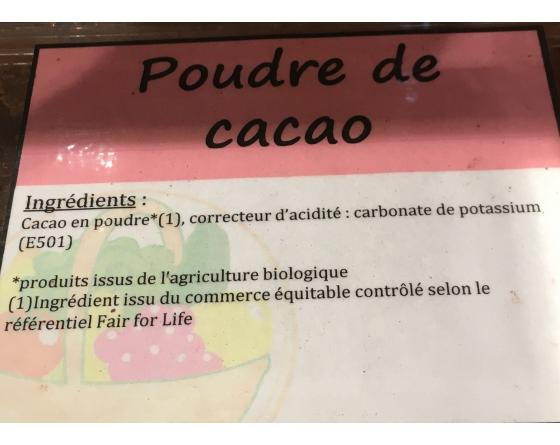 Poudre de
cacao
Ingrédients :
Cacao en poudre*(1), correcteur d'acidité : carbonate de potassium
(E501)
*produits issus de l'agriculture biologique
(1)Ingrédient issu du commerce équitable contrôlé selon le
référentiel Fair for Life